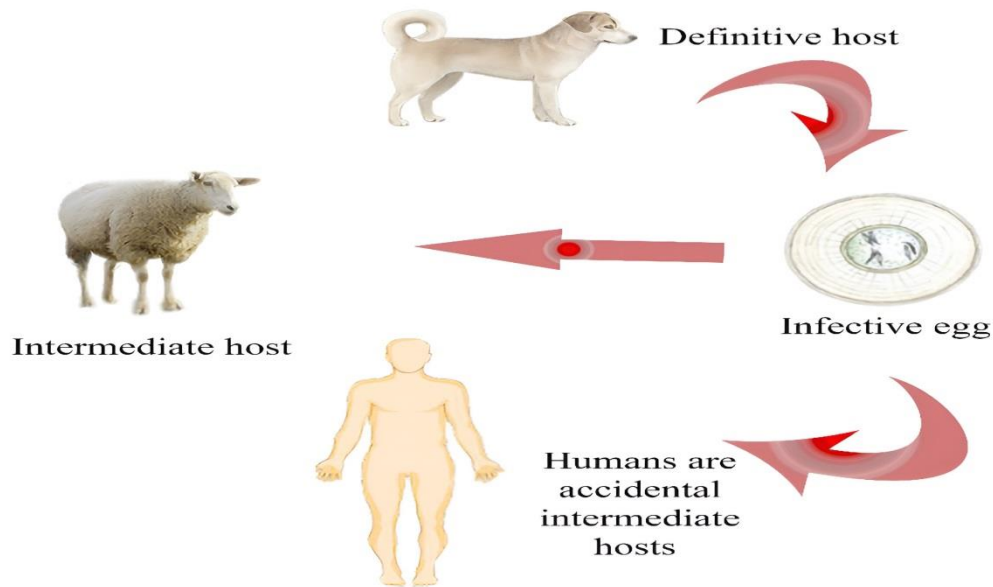 Definitive host
Infective egg
Intermediate host
Humans are
accidental
intermediate
hosts